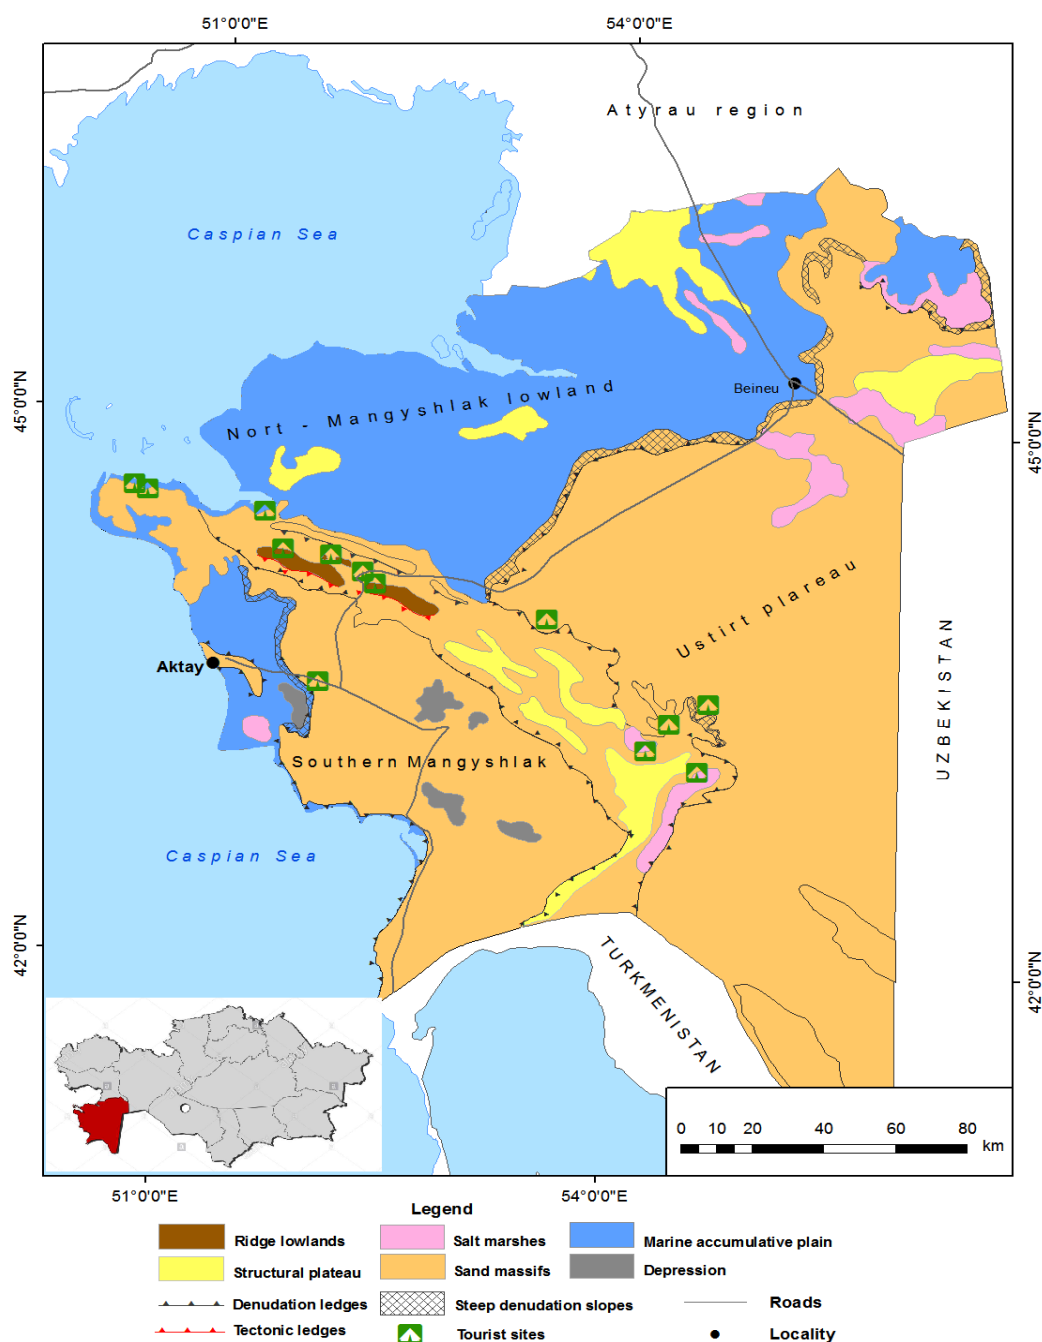 51°0'0"E
54°0'0"E
Atyrau region
Caspian Sea
45°0'0"N
45°0'0"N
Beineu
Nort - Mangyshlak lowland
Ustirt plareau
Aktay
UZBEKISTAN
Southern Mangyshlak
Caspian Sea
42°0'0"N
42°0'0"N
TURKMENISTAN
0 10 20 40 60 80
km
51°0'0"E
54°0'0"E
Legend
Ridge lowlands
Salt marshes
Marine accumulative plain
Structural plateau
Sand massifs
Depression
Denudation ledges
Steep denudation slopes
Roads
Tectonic ledges
Tourist sites
Locality